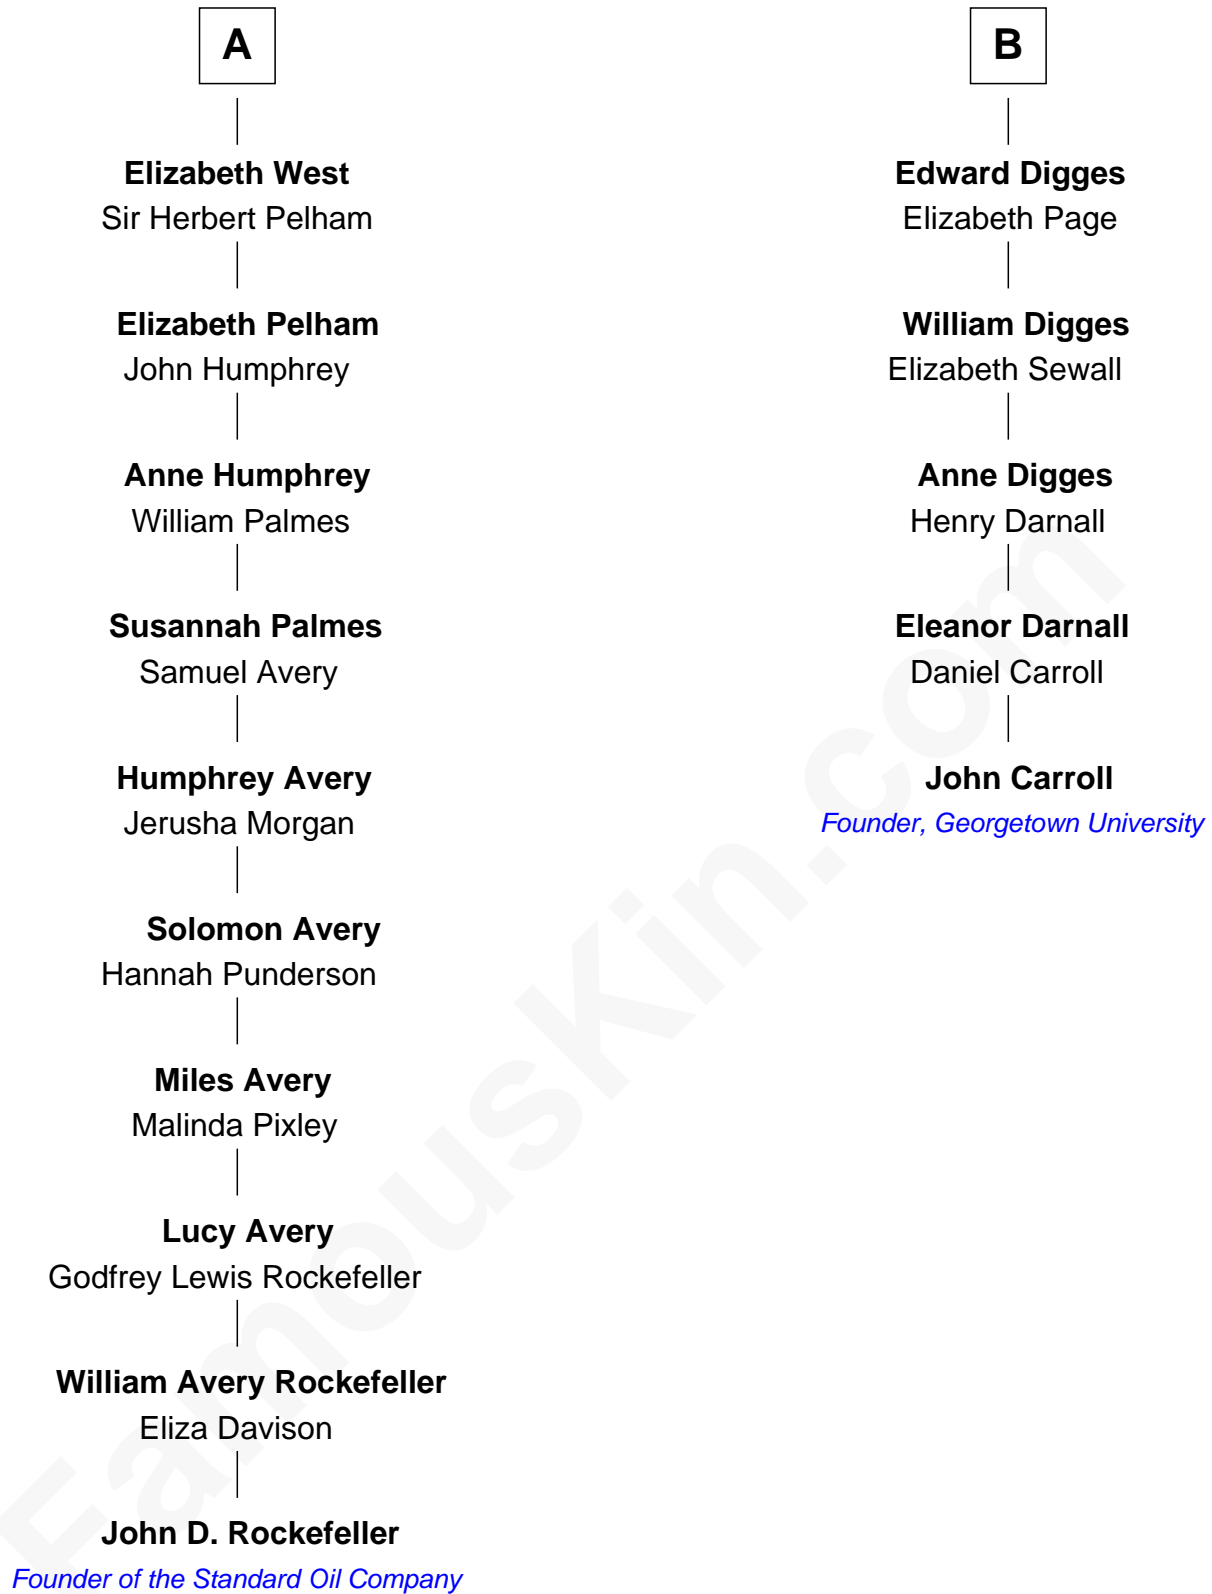 A
Elizabeth West
Sir Herbert Pelham
Elizabeth Pelham
John Humphrey
Anne Humphrey
William Palmes
Susannah Palmes
Samuel Avery
Humphrey Avery
Jerusha Morgan
Solomon Avery
Hannah Punderson
Miles Avery
Malinda Pixley
Lucy Avery
Godfrey Lewis Rockefeller
William Avery Rockefeller
Eliza Davison
John D. Rockefeller
Founder of the Standard Oil Company
B
Edward Digges
Elizabeth Page
William Digges
Elizabeth Sewall
Anne Digges
Henry Darnall
Eleanor Darnall
Daniel Carroll
John Carroll
Founder, Georgetown University
FamousKin.com